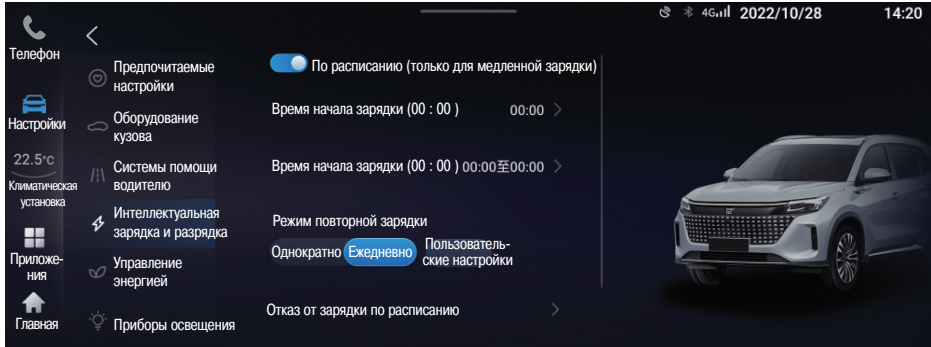 4G 2022/10/28 14:20
Телефон
Настройки
22.5°c
Климатическая
установка
Приложе-
ния
Главная
Предпочитаемые
настройки
Оборудование
кузова
Системы помощи
водителю
Интеллектуальная
зарядка и разрядка
Управление
энергией
Приборы освещения
По расписанию (только для медленной зарядки)
Время начала зарядки (00 : 00 ) 00:00
Время начала зарядки (00 : 00 ) 00:00至00:00
Режим повторной зарядки
Однократно Ежедневно Пользователь-
ские настройки
Отказ от зарядки по расписанию